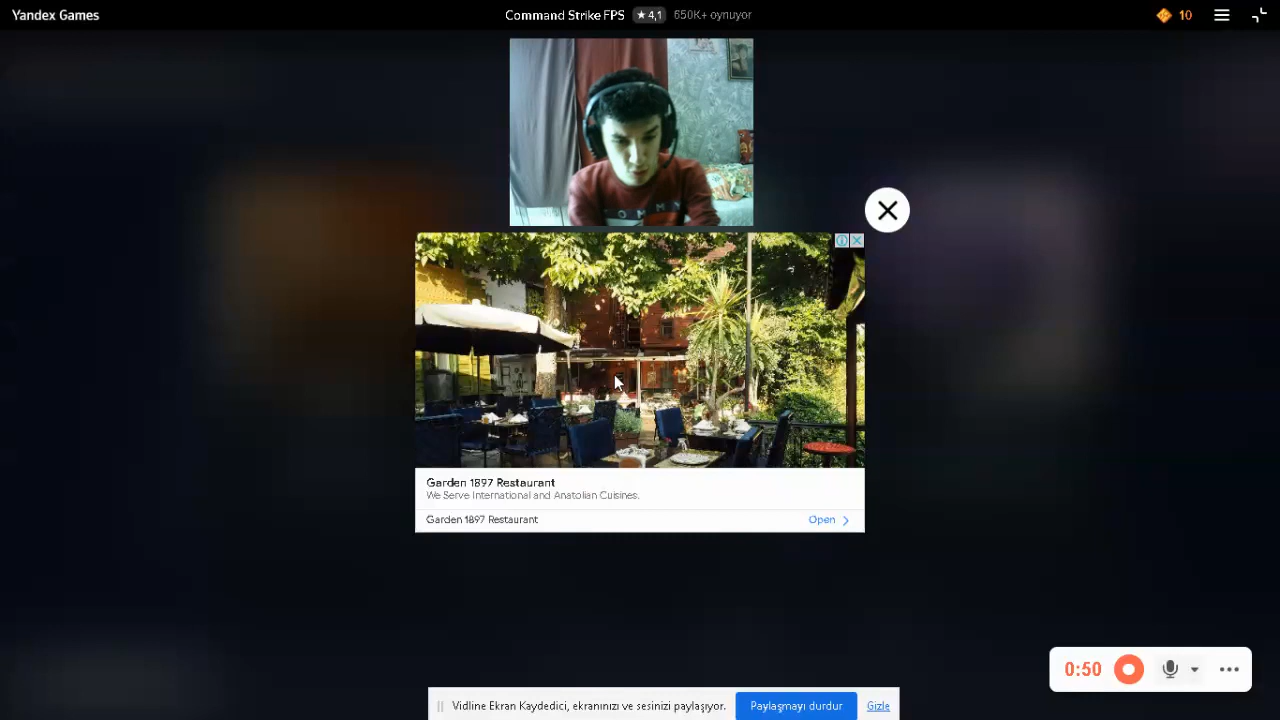 Yandex Games
Command Strike FPS ★ 4,1 650K+ oynuyor
10
Garden 1897 Restaurant
We Serve International and Anatolian Cuisines.
Garden 1897 Restaurant
Open
0:50
Vidline Ekran Kaydedici, ekranınızı ve sesinizi paylaşıyor.
Paylaşmayı durdur
Gizle